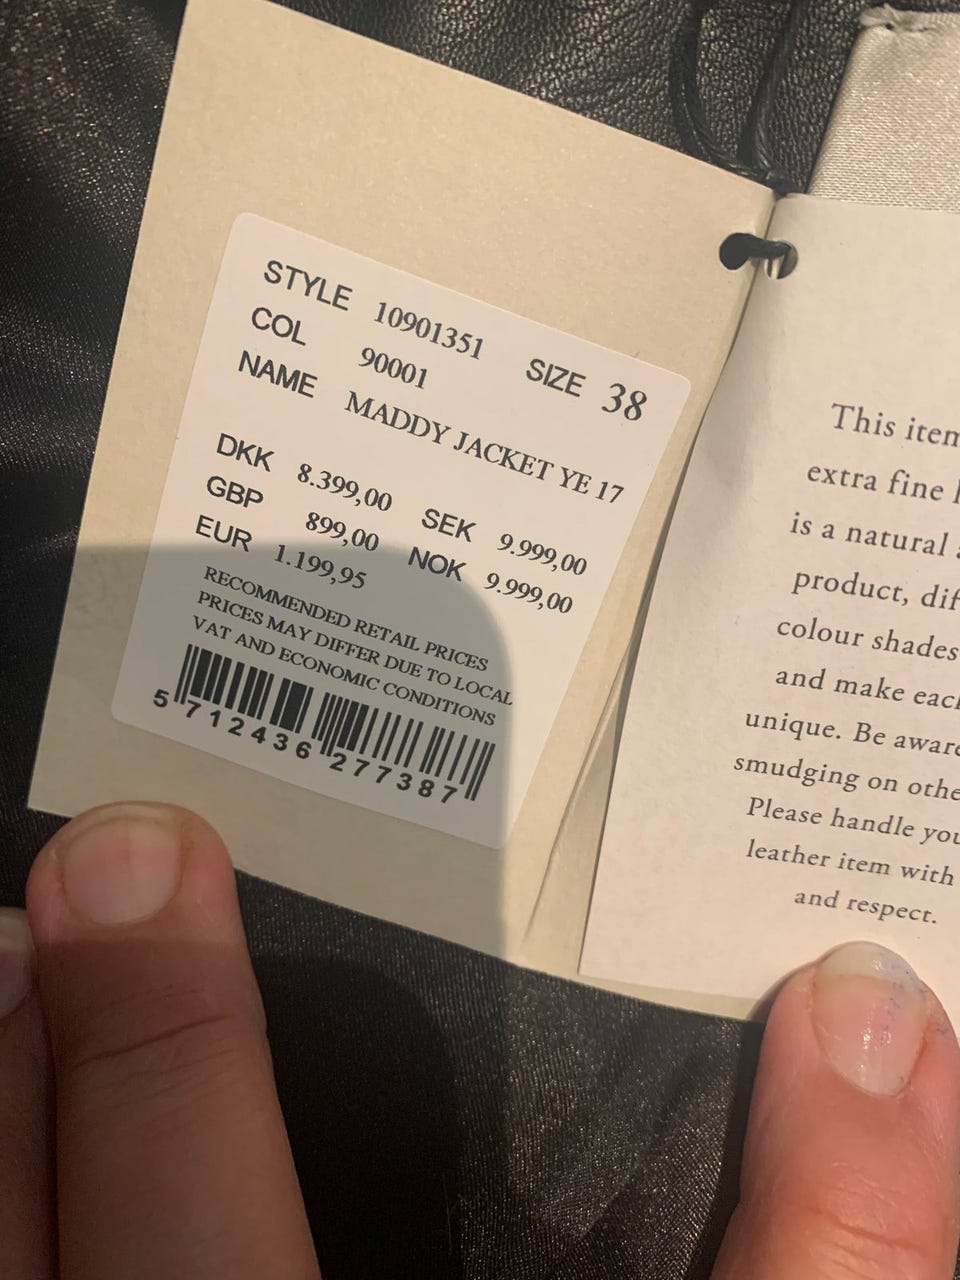 STYLE 10901351 SIZE 38
COL 90001
NAME MADDY JACKET YE 17
DKK 8.399,00 SEK 9.999,00
GBP 899,00 NOK 9.999,00
EUR 1.199,95
RECOMMENDED RETAIL PRICES
PRICES MAY DIFFER DUE TO LOCAL
VAT AND ECONOMIC CONDITIONS
5 712436 277387
This item
extra fine
is a natural
product, dif
colour shades
and make each
unique. Be aware
smudging on othe
Please handle you
leather item with
and respect.